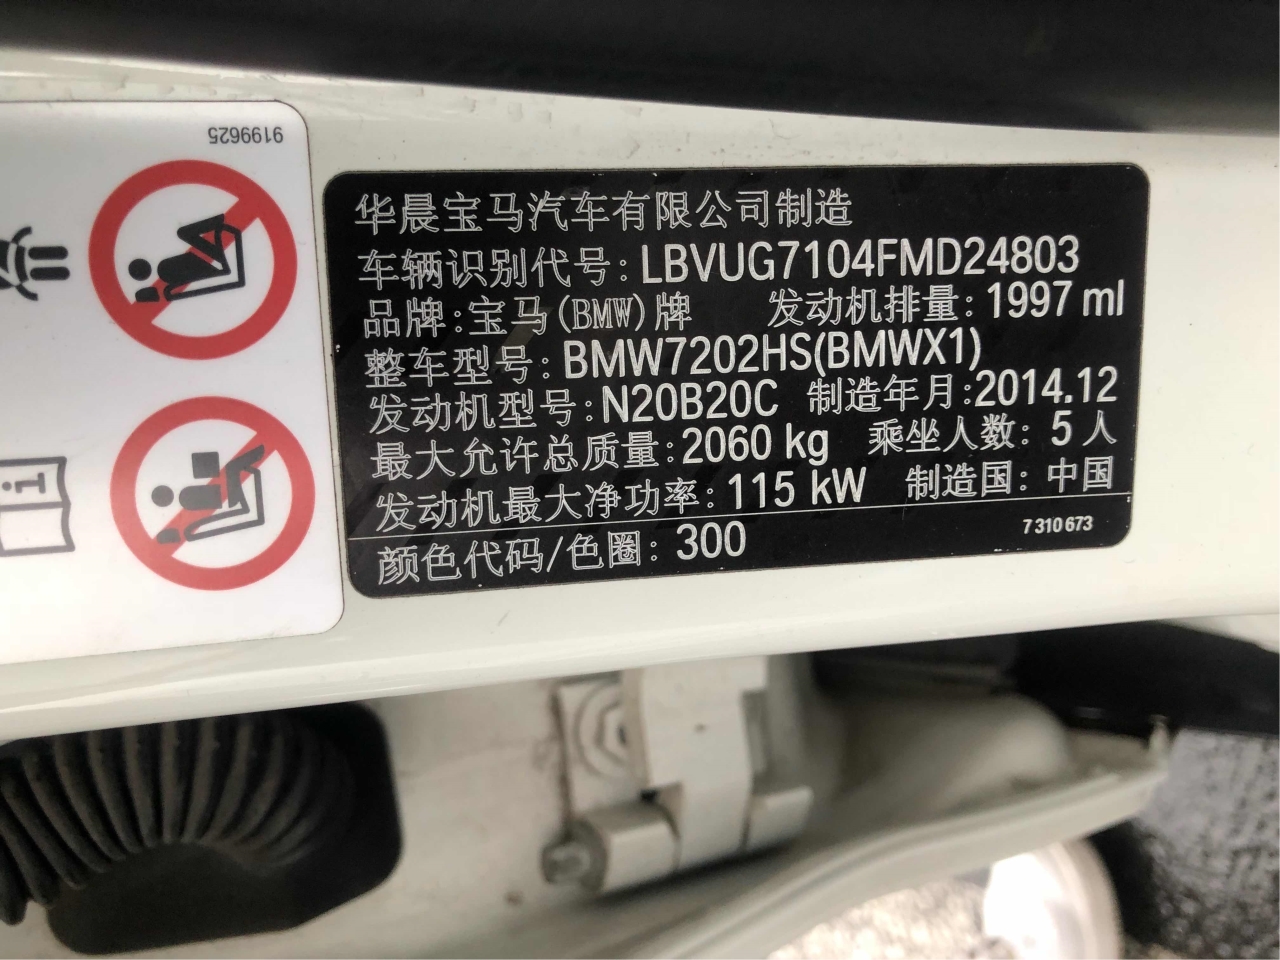 9199625
华晨宝马汽车有限公司制造
车辆识别代号: LBVUG7104FMD24803
品牌: 宝马(BMW)牌 发动机排量: 1997 ml
整车型号: BMW7202HS(BMWX1)
发动机型号: N20B20C 制造年月: 2014.12
最大允许总质量: 2060 kg 乘坐人数: 5 人
发动机最大净功率: 115 kW 制造国: 中国
颜色代码/色圈: 300 7 310 673